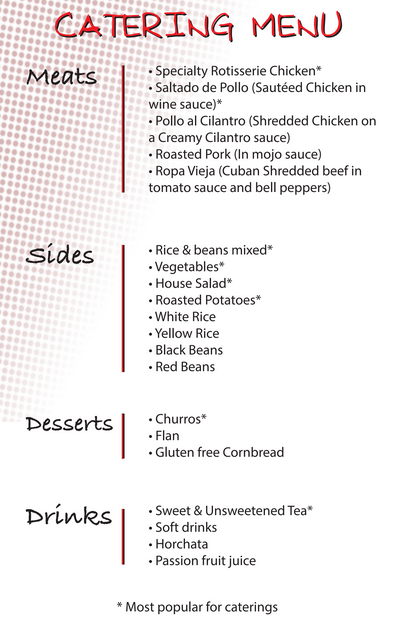 CATERING MENU
Meats
• Specialty Rotisserie Chicken*
• Saltado de Pollo (Sautéed Chicken in
wine sauce)*
• Pollo al Cilantro (Shredded Chicken on
a Creamy Cilantro sauce)
• Roasted Pork (In mojo sauce)
• Ropa Vieja (Cuban Shredded beef in
tomato sauce and bell peppers)
Sides
• Rice & beans mixed*
• Vegetables*
• House Salad*
• Roasted Potatoes*
• White Rice
• Yellow Rice
• Black Beans
• Red Beans
Desserts
• Churros*
• Flan
• Gluten free Cornbread
Drinks
• Sweet & Unsweetened Tea*
• Soft drinks
• Horchata
• Passion fruit juice
* Most popular for caterings